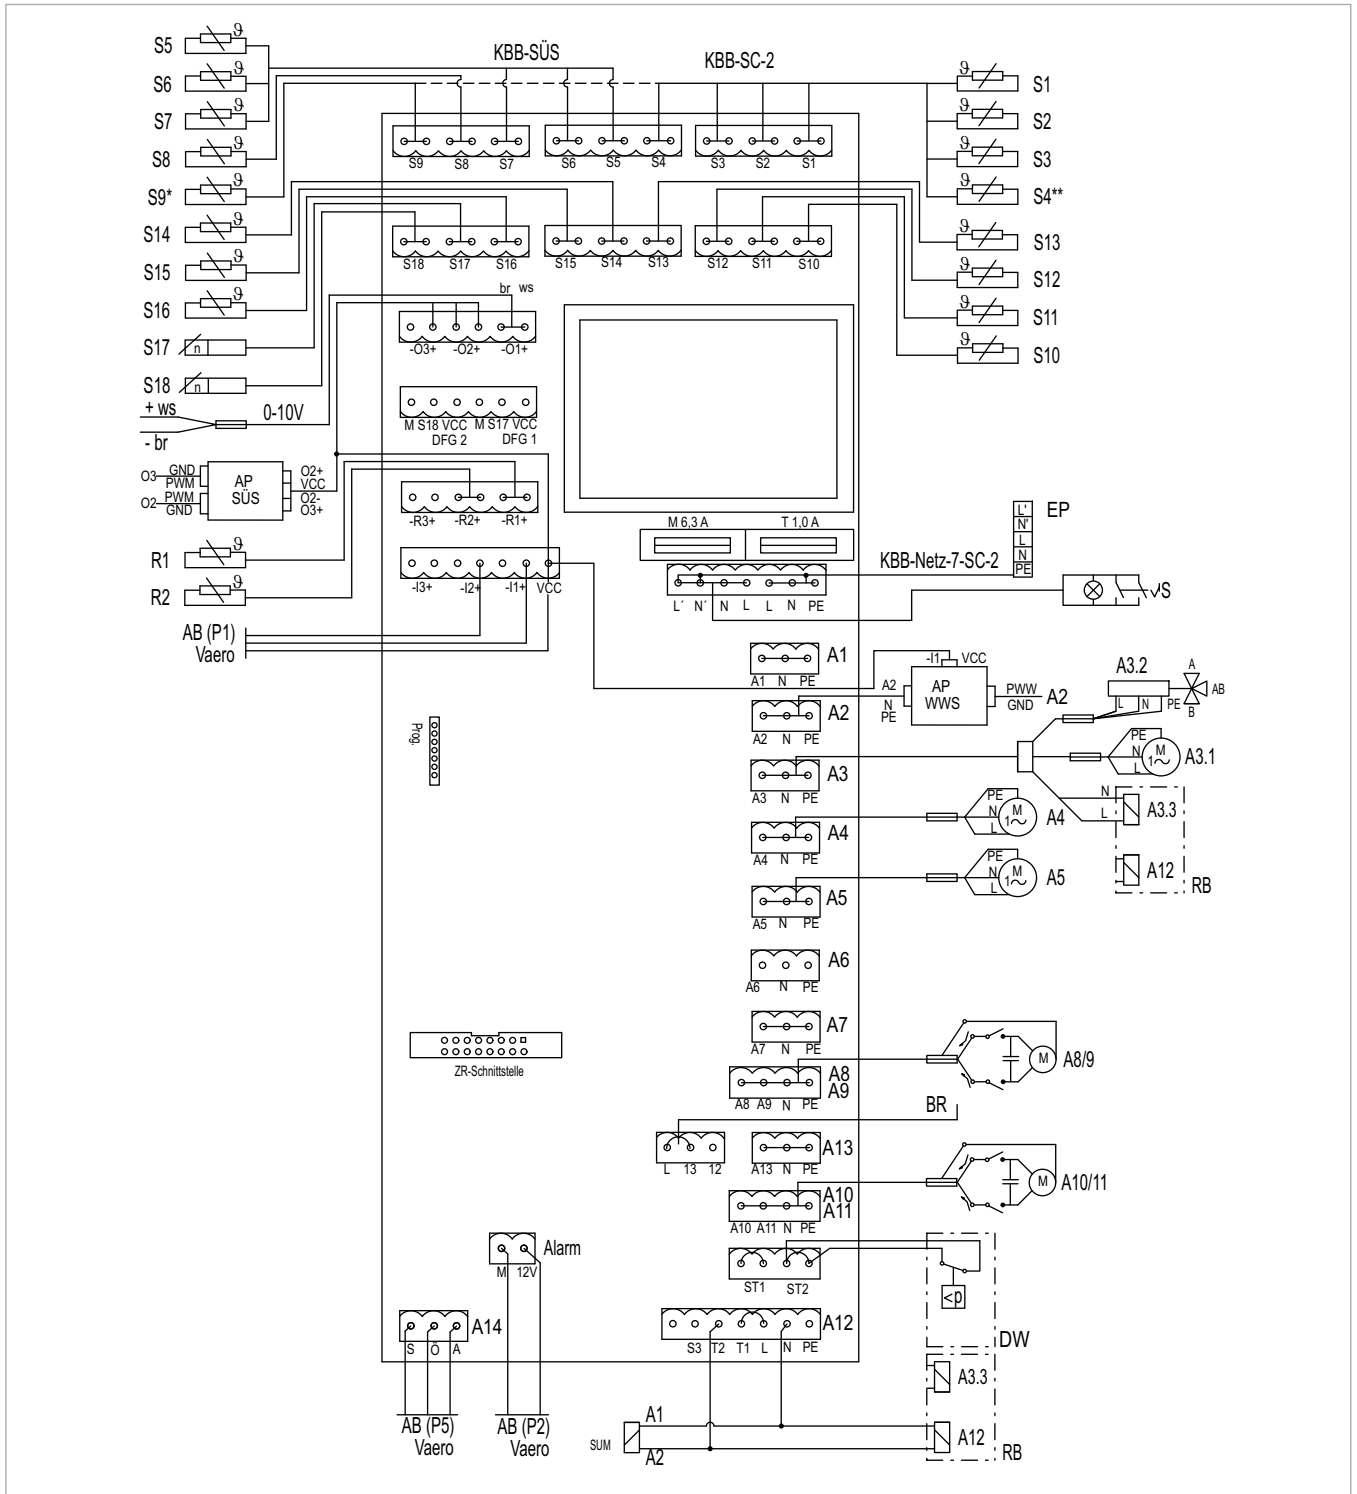 KBB-SÜS
KBB-SC-2
S5 ϑ
S6 ϑ
S7 ϑ
S8 ϑ
S9* ϑ
S14 ϑ
S15 ϑ
S16 ϑ
S17 n
S18 n
ϑ S1
ϑ S2
ϑ S3
ϑ S4**
ϑ S13
ϑ S12
ϑ S11
ϑ S10
S9 S8 S7 S6 S5 S4 S3 S2 S1
S18 S17 S16 S15 S14 S13 S12 S11 S10
br ws
-O3+ -O2+ -O1+
+ ws
- br
0-10V
M S18 VCC M S17 VCC
DFG 2 DFG 1
O3 GND
PWM
O2 PWM
GND
AP
SÜS
O2+
VCC
O2-
O3+
-R3+ -R2+ -R1+
R1 ϑ
R2 ϑ
-I3+ -I2+ -I1+ VCC
AB (P1)
Vaero
M 6,3 A T 1,0 A
L´ N´ N L L N PE
KBB-Netz-7-SC-2
L'
N'
L
N
PE
EP
S
A1
A1 N PE
-I1 VCC
A2
N
PE
AP
WWS
PWW
GND
A2
A2
A2 N PE
A3.2
L N PE
A
AB
B
A3
A3 N PE
PE
N
L
M
1~
A3.1
N
L
A3.3
A12
RB
A4
A4 N PE
PE
N
L
M
1~
A4
A5
A5 N PE
PE
N
L
M
1~
A5
Prog.
A6
A6 N PE
A7
A7 N PE
ZR-Schnittstelle
A8
A9
A8 A9 N PE
M A8/9
BR
L 13 12
A13
A13 N PE
A10
A11
A10 A11 N PE
M A10/11
Alarm
M 12V
ST1 ST2
<p
DW
A14
S Ö A
A12
S3 T2 T1 L N PE
AB (P5)
Vaero
AB (P2)
Vaero
SUM
A1
A2
A3.3
A12
RB